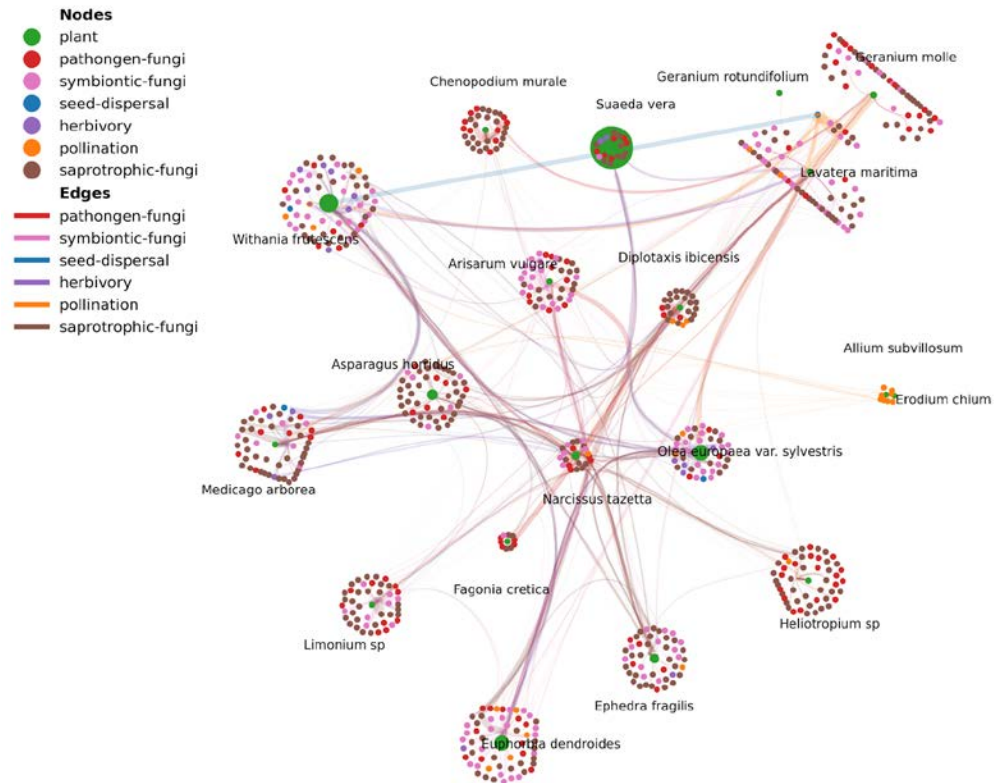 Nodes
plant
pathongen-fungi
symbiontic-fungi
seed-dispersal
herbivory
pollination
saprotrophic-fungi
Edges
pathongen-fungi
symbiontic-fungi
seed-dispersal
herbivory
pollination
saprotrophic-fungi
Geranium molle
Geranium rotundifolium
Chenopodium murale
Suaeda vera
Lavatera maritima
Withania frutescens
Diplotaxis ibicensis
Arisarum vulgare
Allium subvillosum
Asparagus horridus
Erodium chium
Olea europaea var. sylvestris
Medicago arborea
Narcissus tazetta
Fagonia cretica
Heliotropium sp
Limonium sp
Ephedra fragilis
Euphorbia dendroides